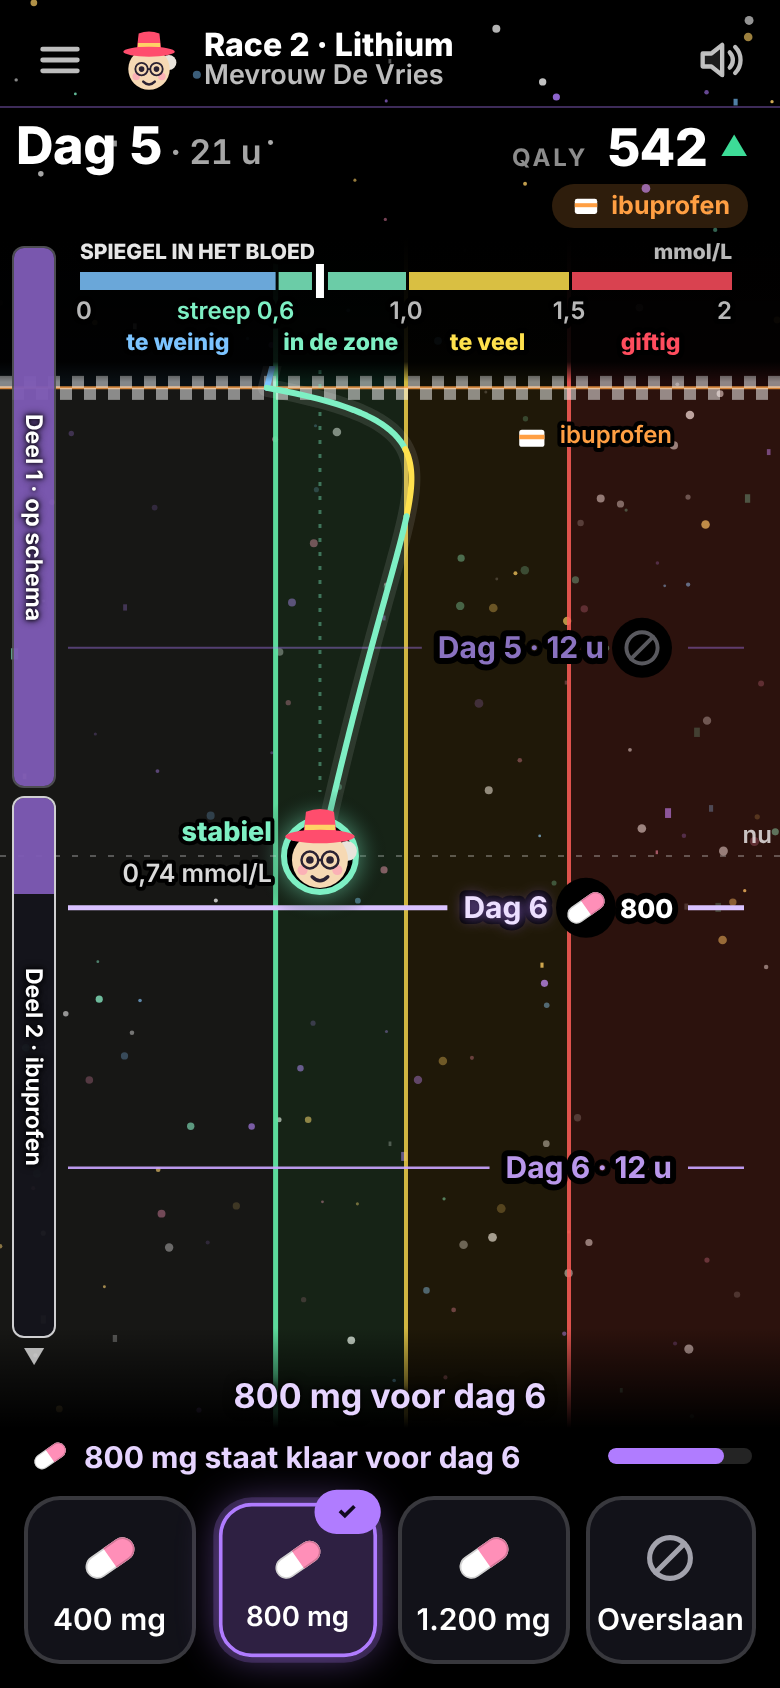 Race 2 · Lithium
Mevrouw De Vries
Dag 5 · 21 u
QALY 542
ibuprofen
SPIEGEL IN HET BLOED
mmol/L
0 streep 0,6 1,0 1,5 2
te weinig in de zone te veel giftig
ibuprofen
Deel 1 · op schema
Dag 5 · 12 u
stabiel
nu
0,74 mmol/L
Dag 6 800
Deel 2 · ibuprofen
Dag 6 · 12 u
800 mg voor dag 6
800 mg staat klaar voor dag 6
400 mg
800 mg
1.200 mg
Overslaan